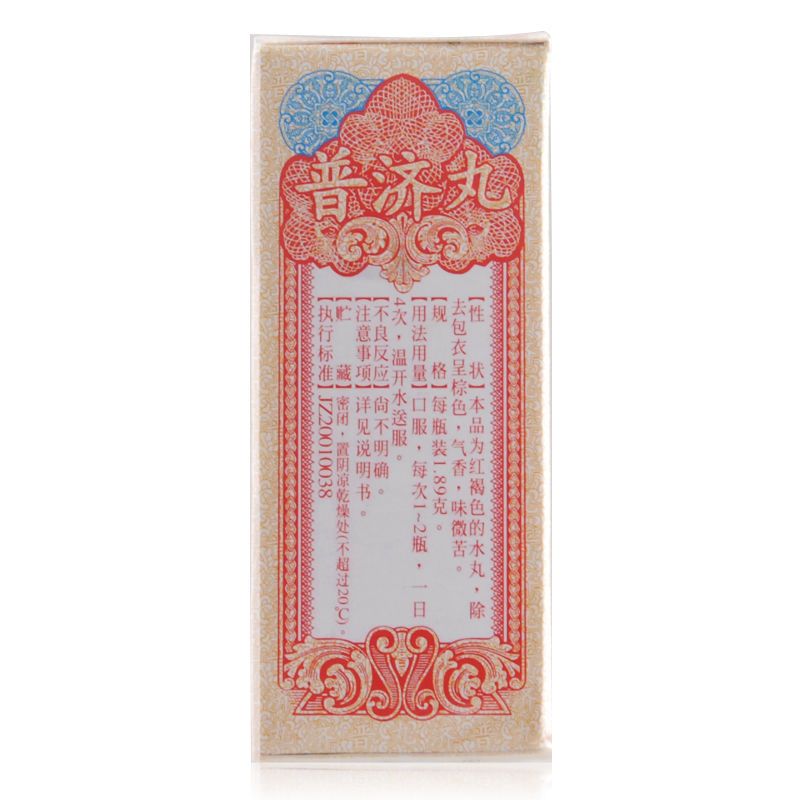 普济丸
【性　状】本品为红褐色的水丸，除
去包衣呈棕色，气香，味微苦。
【规　格】每瓶装1.89克。
【用法用量】口服，每次1~2瓶，一日
4次，温开水送服。
【不良反应】尚不明确。
【注意事项】详见说明书。
【贮　藏】密闭，置阴凉乾燥处(不超过20℃)。
【执行标准】JZ20010038